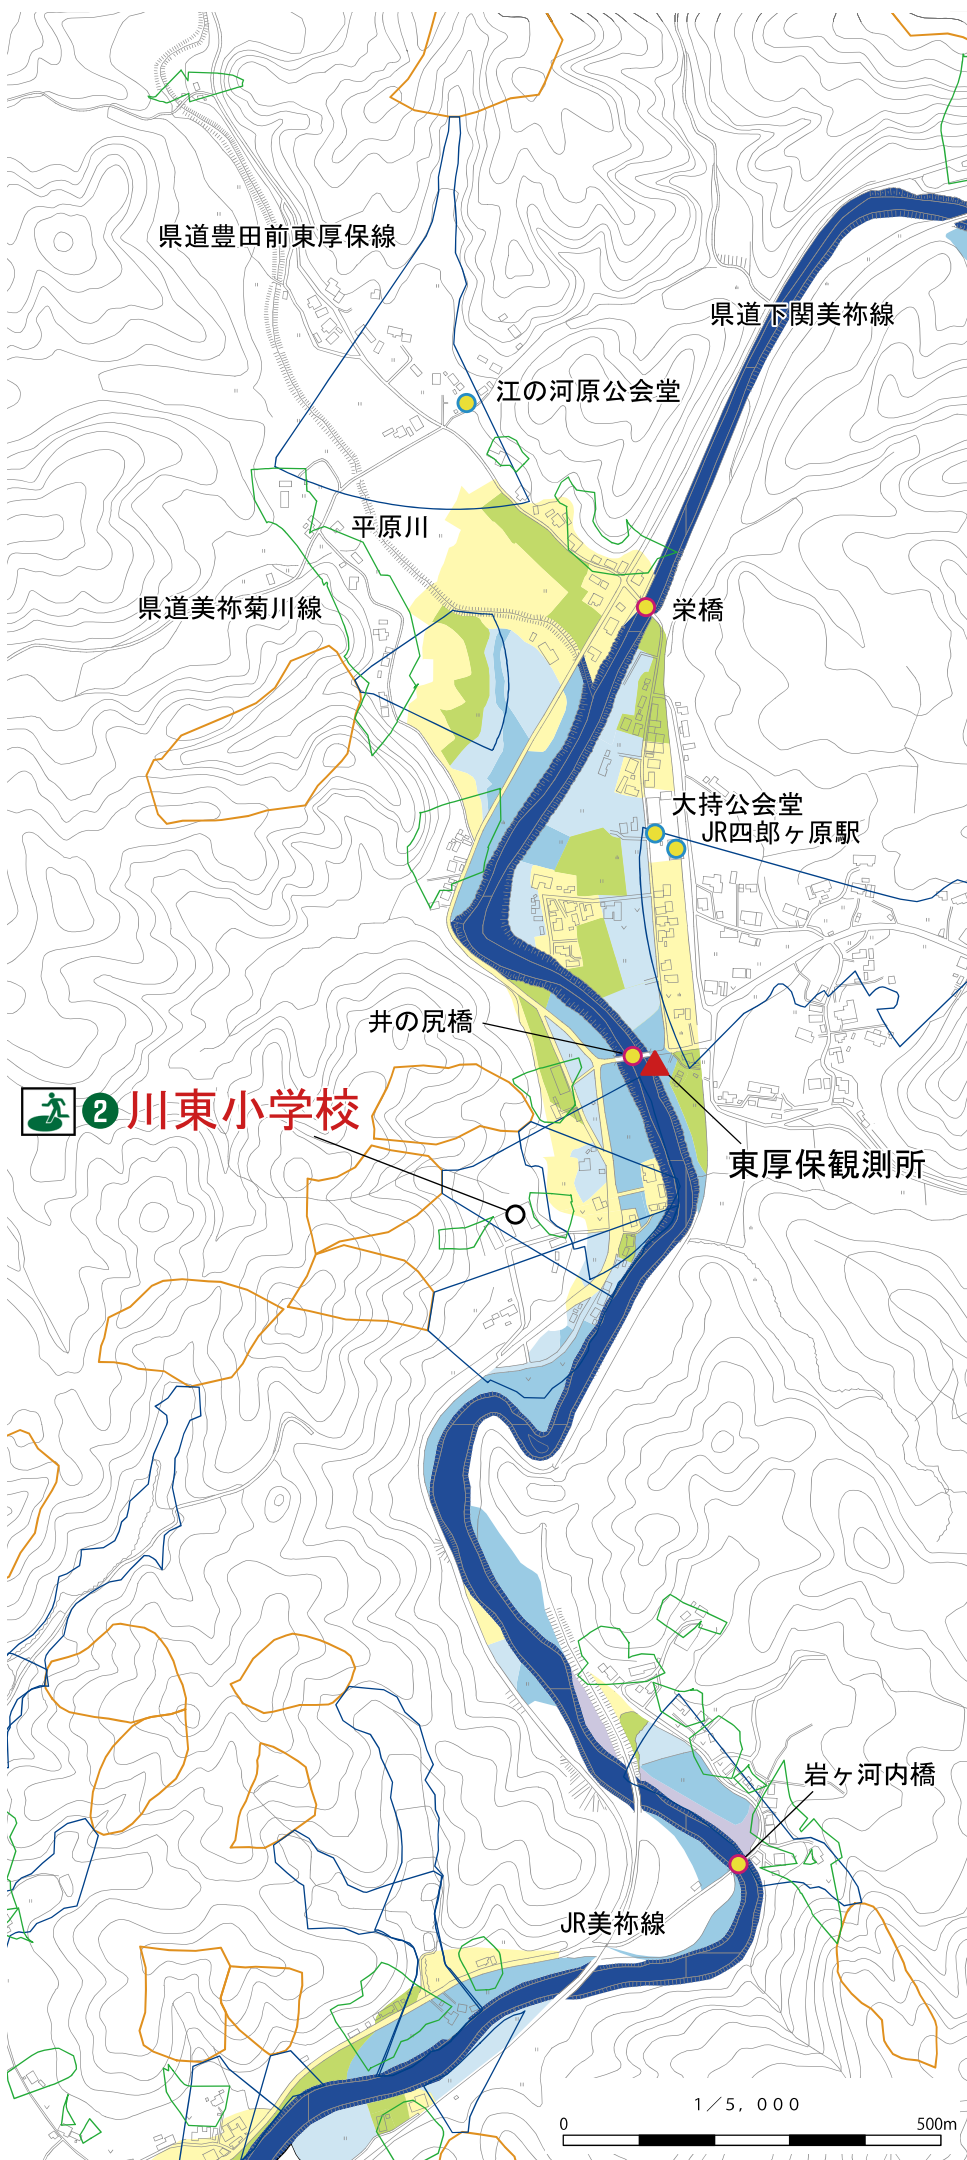 県道豊田前東厚保線
県道下関美祢線
江の河原公会堂
平原川
県道美祢菊川線
栄橋
大持公会堂
JR四郎ヶ原駅
井の尻橋
2 川東小学校
東厚保観測所
岩ヶ河内橋
JR美祢線
1／5，０００
0 500m